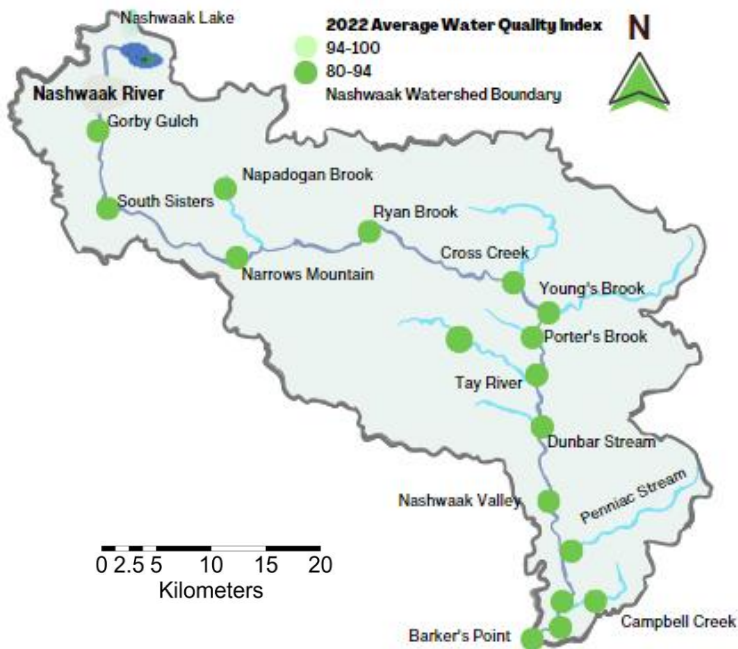 Nashwaak Lake
2022 Average Water Quality Index
94-100
80-94
Nashwaak Watershed Boundary
N
Nashwaak River
Gorby Gulch
Napadogan Brook
South Sisters
Ryan Brook
Cross Creek
Narrows Mountain
Young's Brook
Porter's Brook
Tay River
Dunbar Stream
Nashwaak Valley
Penniac Stream
0 2.5 5 10 15 20
Kilometers
Campbell Creek
Barker's Point